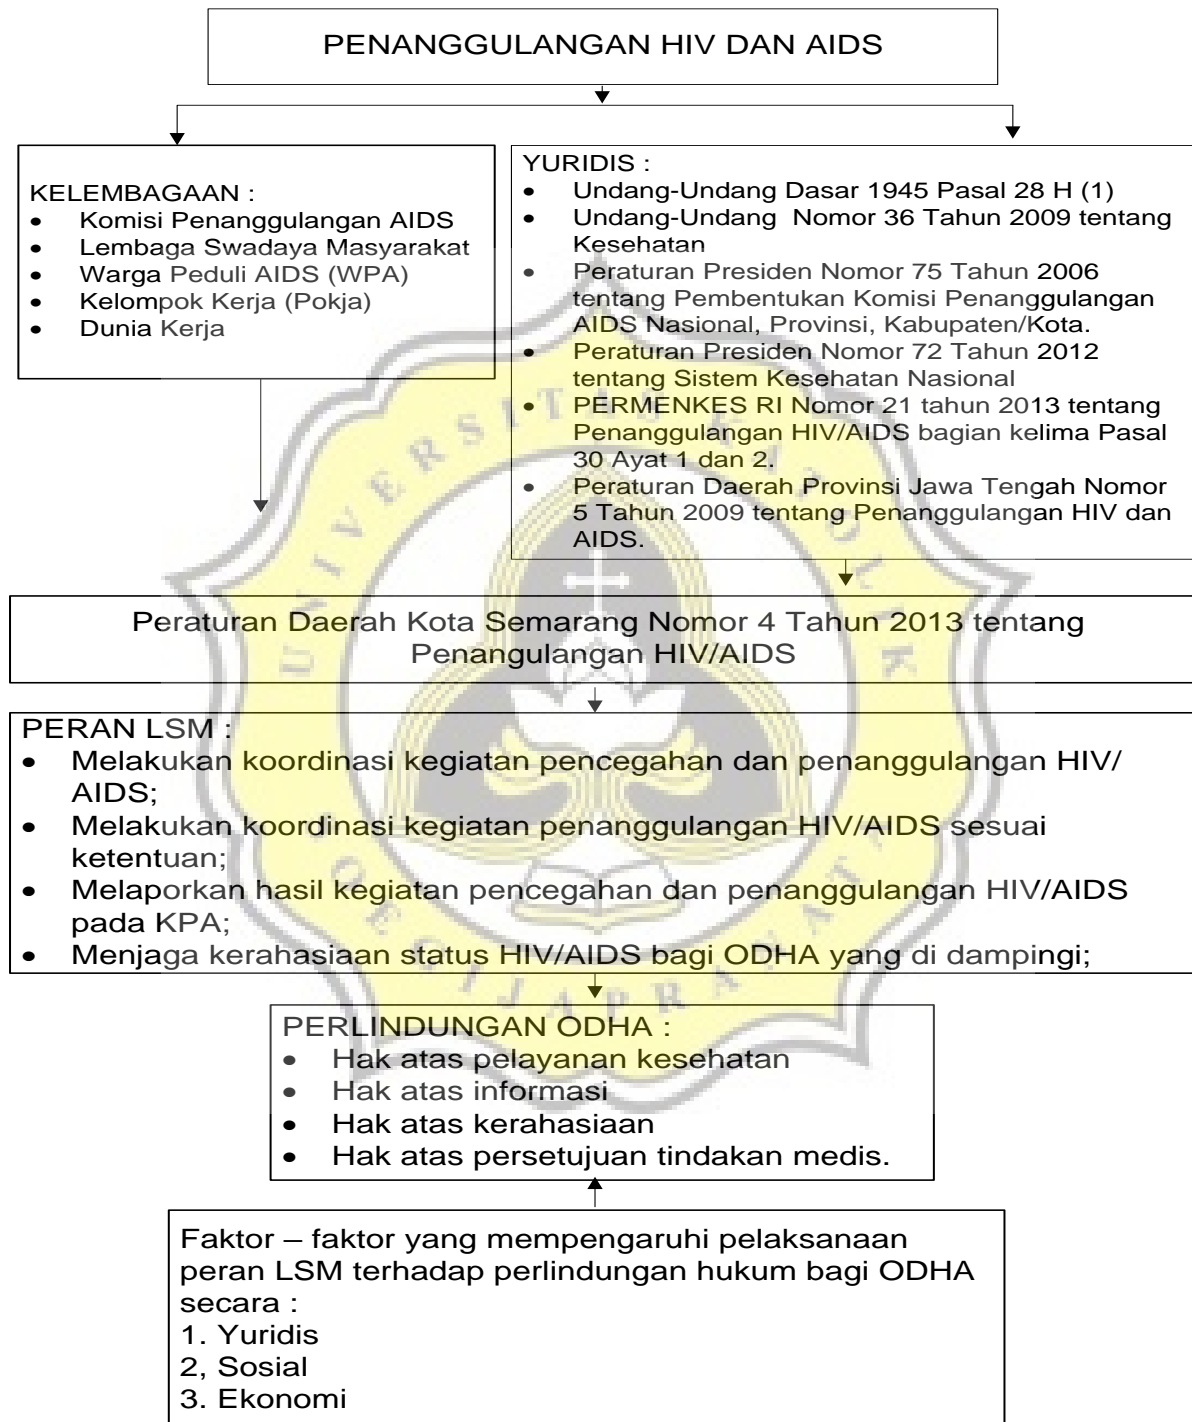 PENANGGULANGAN HIV DAN AIDS
KELEMBAGAAN :
• Komisi Penanggulangan AIDS
• Lembaga Swadaya Masyarakat
• Warga Peduli AIDS (WPA)
• Kelompok Kerja (Pokja)
• Dunia Kerja
YURIDIS :
• Undang-Undang Dasar 1945 Pasal 28 H (1)
• Undang-Undang Nomor 36 Tahun 2009 tentang
Kesehatan
• Peraturan Presiden Nomor 75 Tahun 2006
tentang Pembentukan Komisi Penanggulangan
AIDS Nasional, Provinsi, Kabupaten/Kota.
• Peraturan Presiden Nomor 72 Tahun 2012
tentang Sistem Kesehatan Nasional
• PERMENKES RI Nomor 21 tahun 2013 tentang
Penanggulangan HIV/AIDS bagian kelima Pasal
30 Ayat 1 dan 2.
• Peraturan Daerah Provinsi Jawa Tengah Nomor
5 Tahun 2009 tentang Penanggulangan HIV dan
AIDS.
Peraturan Daerah Kota Semarang Nomor 4 Tahun 2013 tentang
Penangulangan HIV/AIDS
PERAN LSM :
• Melakukan koordinasi kegiatan pencegahan dan penanggulangan HIV/
AIDS;
• Melakukan koordinasi kegiatan penanggulangan HIV/AIDS sesuai
ketentuan;
• Melaporkan hasil kegiatan pencegahan dan penanggulangan HIV/AIDS
pada KPA;
• Menjaga kerahasiaan status HIV/AIDS bagi ODHA yang di dampingi;
PERLINDUNGAN ODHA :
• Hak atas pelayanan kesehatan
• Hak atas informasi
• Hak atas kerahasiaan
• Hak atas persetujuan tindakan medis.
Faktor – faktor yang mempengaruhi pelaksanaan
peran LSM terhadap perlindungan hukum bagi ODHA
secara :
1. Yuridis
2, Sosial
3. Ekonomi
UNIVERSITAS KATOLIK
SOEGIJAPRANATA